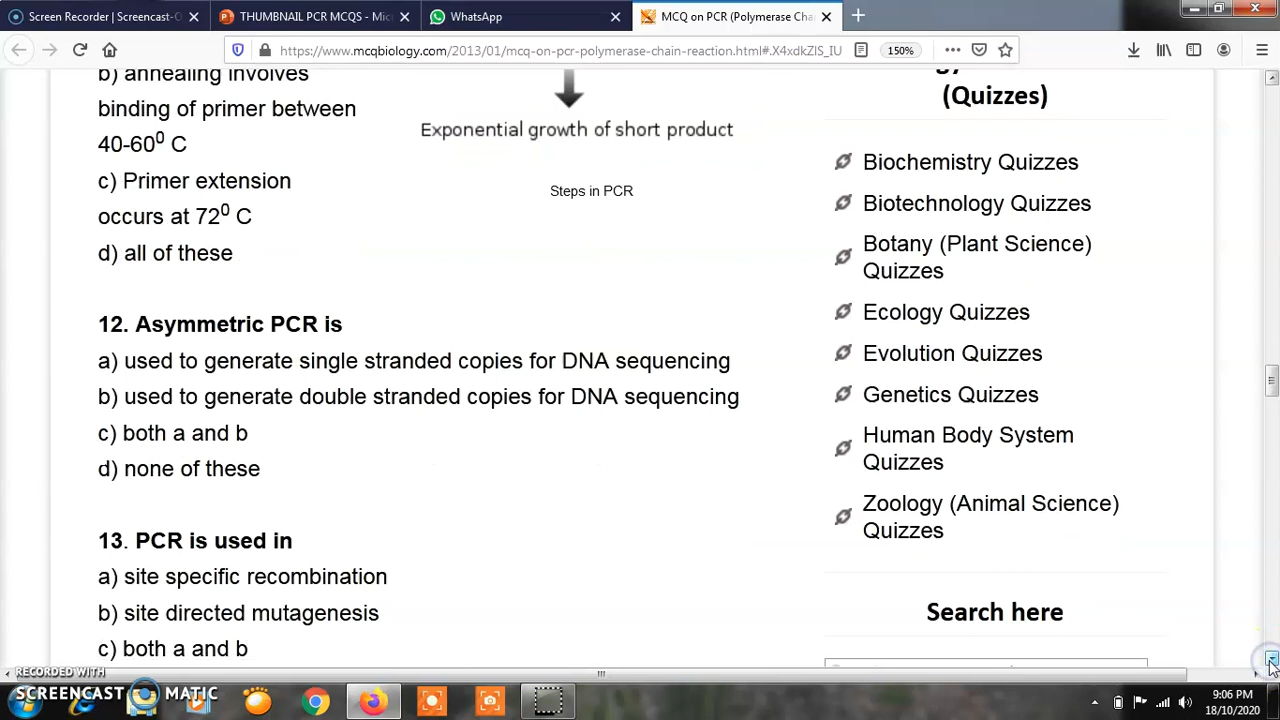 Screen Recorder | Screencast-O
THUMBNAIL PCR MCQS - Mic
WhatsApp
MCQ on PCR (Polymerase Cha
https://www.mcqbiology.com/2013/01/mcq-on-pcr-polymerase-chain-reaction.html#.X4xdkZIS_IU
150%
b) annealing involves
binding of primer between
40-60⁰ C
c) Primer extension
occurs at 72⁰ C
d) all of these
Exponential growth of short product
Steps in PCR
12. Asymmetric PCR is
a) used to generate single stranded copies for DNA sequencing
b) used to generate double stranded copies for DNA sequencing
c) both a and b
d) none of these
13. PCR is used in
a) site specific recombination
b) site directed mutagenesis
c) both a and b
(Quizzes)
Biochemistry Quizzes
Biotechnology Quizzes
Botany (Plant Science)
Quizzes
Ecology Quizzes
Evolution Quizzes
Genetics Quizzes
Human Body System
Quizzes
Zoology (Animal Science)
Quizzes
Search here
RECORDED WITH
SCREENCAST MATIC
9:06 PM
18/10/2020